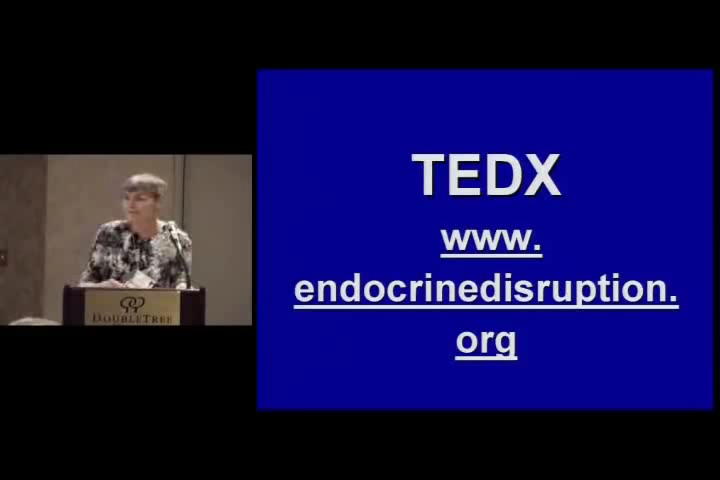 TEDX
www.
endocrinedisruption.
org
DOUBLETREE